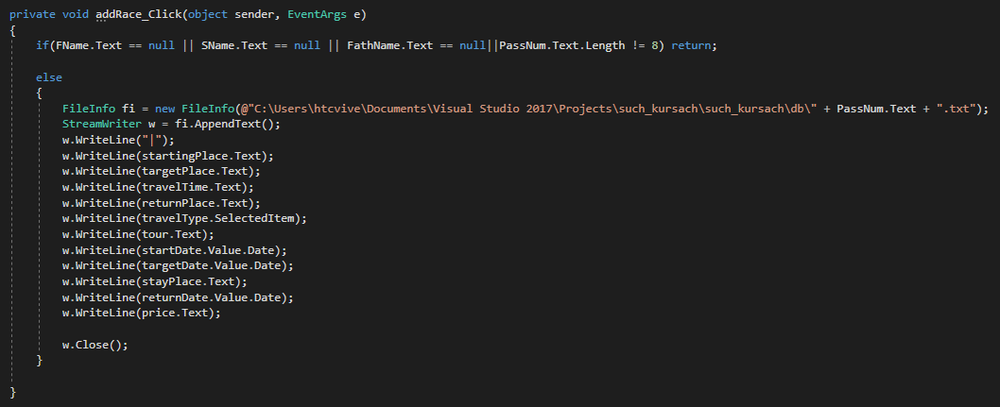 private void addRace_Click(object sender, EventArgs e)
{
if(FName.Text == null || SName.Text == null || FathName.Text == null||PassNum.Text.Length != 8) return;
else
{
FileInfo fi = new FileInfo(@"C:\Users\htcvive\Documents\Visual Studio 2017\Projects\such_kursach\such_kursach\db\" + PassNum.Text + ".txt");
StreamWriter w = fi.AppendText();
w.WriteLine("|");
w.WriteLine(startingPlace.Text);
w.WriteLine(targetPlace.Text);
w.WriteLine(travelTime.Text);
w.WriteLine(returnPlace.Text);
w.WriteLine(travelType.SelectedItem);
w.WriteLine(tour.Text);
w.WriteLine(startDate.Value.Date);
w.WriteLine(targetDate.Value.Date);
w.WriteLine(stayPlace.Text);
w.WriteLine(returnDate.Value.Date);
w.WriteLine(price.Text);
w.Close();
}
}